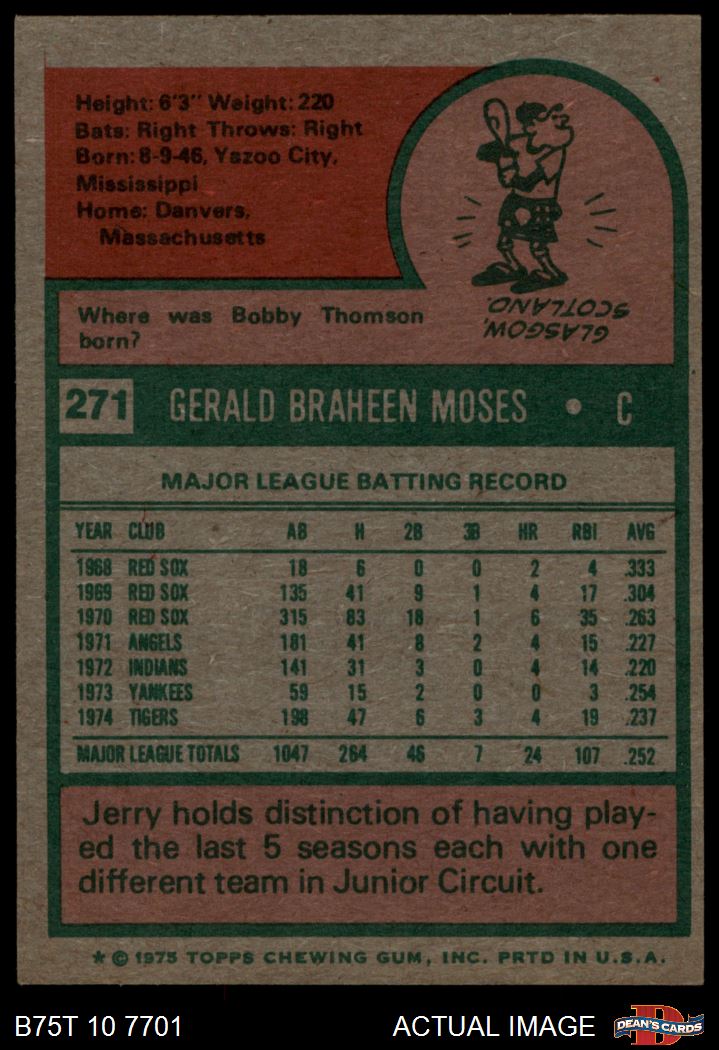 Height: 6'3" Weight: 220
Bats: Right Throws: Right
Born: 8-9-46, Yazoo City,
Mississippi
Home: Danvers,
Massachusetts
Where was Bobby Thomson
born?
GLASGOW,
SCOTLAND.
271 GERALD BRAHEEN MOSES • C
MAJOR LEAGUE BATTING RECORD
YEAR CLUB AB H 2B 3B HR RBI AVG
1968 RED SOX 18 6 0 0 2 4 .333
1969 RED SOX 135 41 9 1 4 17 .304
1970 RED SOX 315 83 18 1 6 35 .263
1971 ANGELS 181 41 8 2 4 15 .227
1972 INDIANS 141 31 3 0 4 14 .220
1973 YANKEES 59 15 2 0 0 3 .254
1974 TIGERS 198 47 6 3 4 19 .237
MAJOR LEAGUE TOTALS 1047 264 46 7 24 107 .252
Jerry holds distinction of having play-
ed the last 5 seasons each with one
different team in Junior Circuit.
* © 1975 TOPPS CHEWING GUM, INC. PRTD IN U.S.A.
B75T 10 7701 ACTUAL IMAGE DEAN'S CARDS